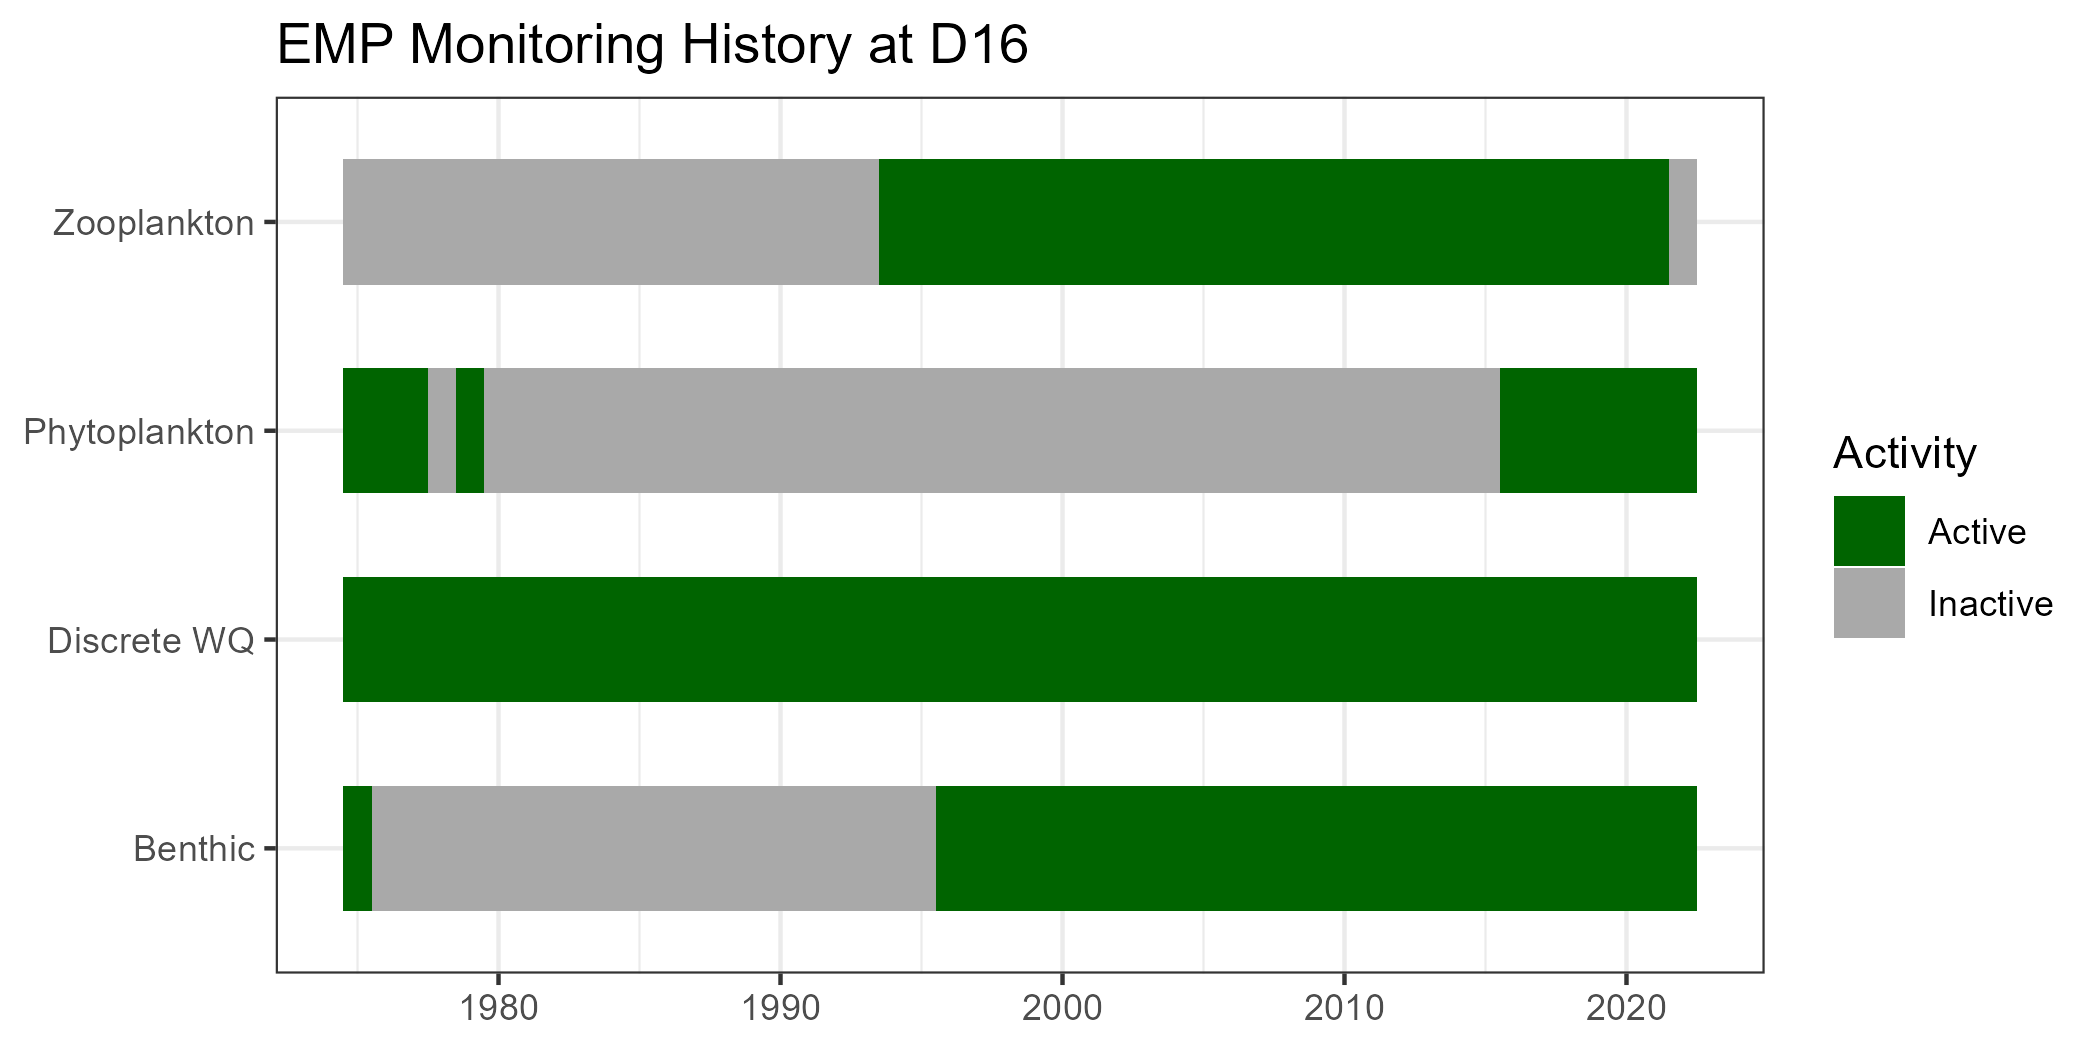 EMP Monitoring History at D16
Zooplankton
Phytoplankton
Discrete WQ
Benthic
1980 1990 2000 2010 2020
Activity
Active
Inactive